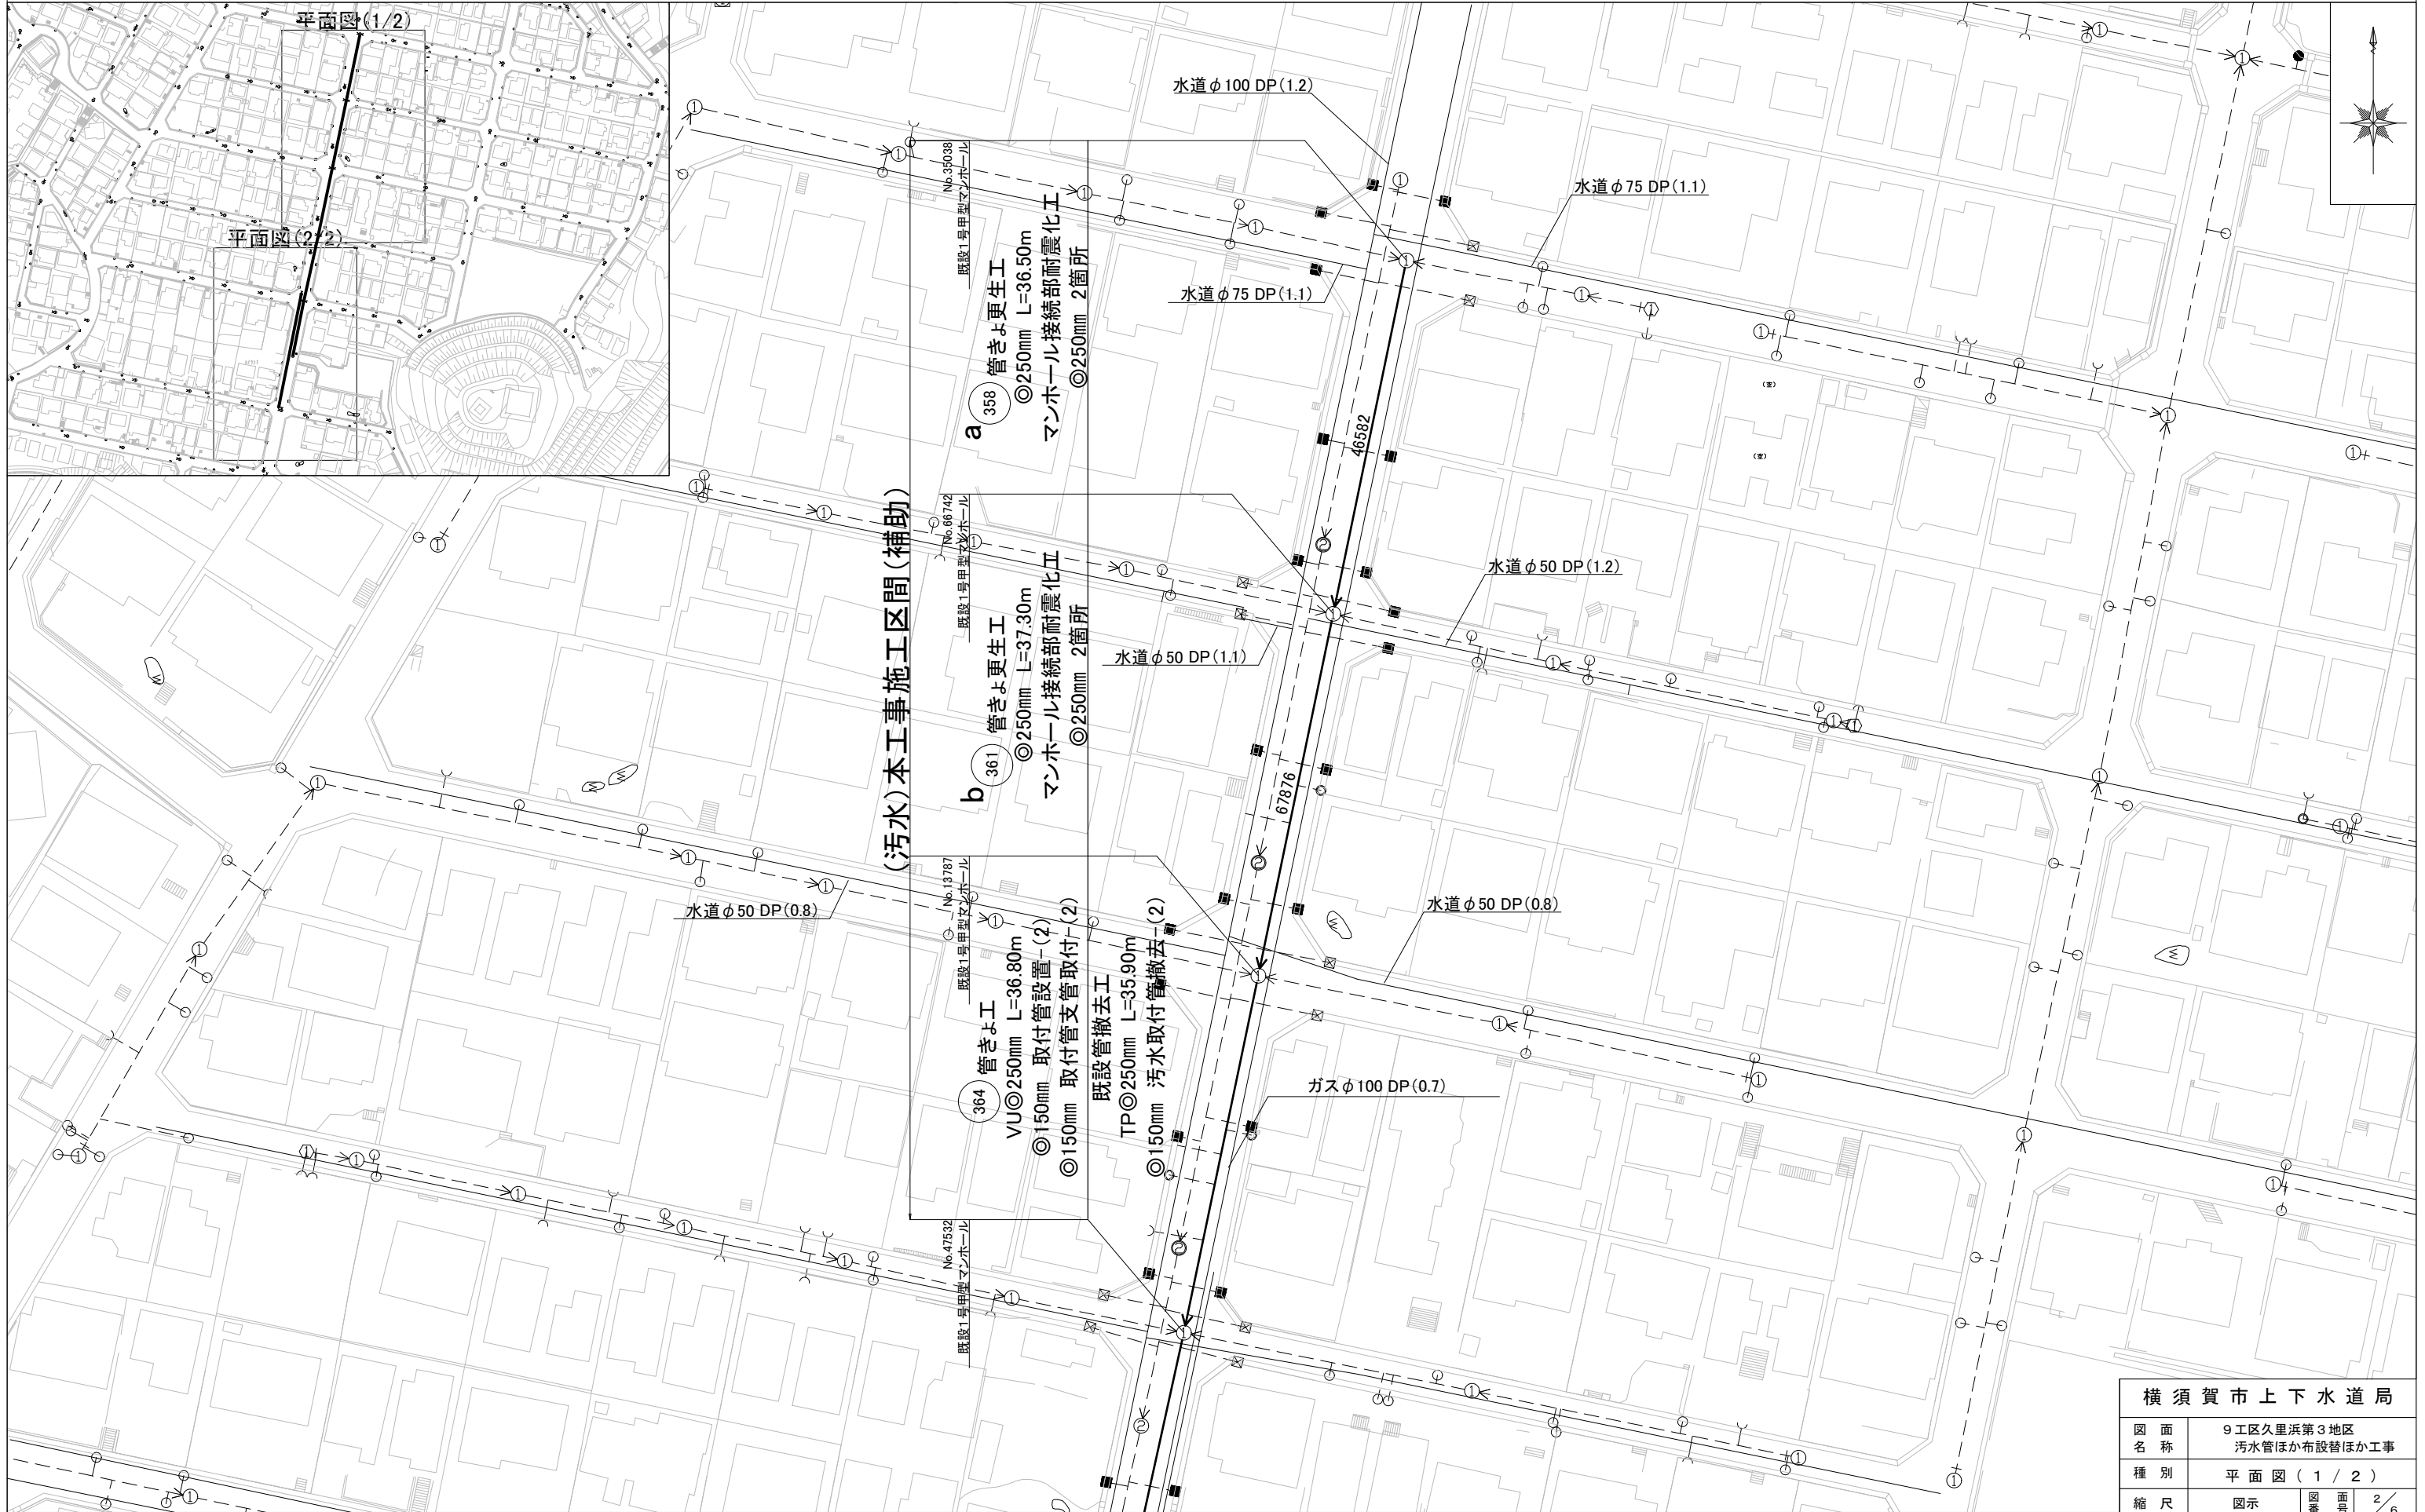 平面図(1/2)
平面図(2/2)
水道φ100 DP(1.2)
水道φ75 DP(1.1)
水道φ75 DP(1.1)
水道φ50 DP(1.2)
水道φ50 DP(1.1)
水道φ50 DP(0.8)
水道φ50 DP(0.8)
ガスφ100 DP(0.7)
(汚水)本工事施工区間(補助)
No.35038
既設1号甲型マンホール
a 358 管きょ更生工
◎250mm L=36.50m
マンホール接続部耐震化工
◎250mm 2箇所
46582
No.66742
既設1号甲型マンホール
b 361 管きょ更生工
◎250mm L=37.30m
マンホール接続部耐震化工
◎250mm 2箇所
67876
No.13787
既設1号甲型マンホール
364 管きょ工
VU◎250mm L=36.80m
◎150mm 取付管設置-(2)
◎150mm 取付管支管取付-(2)
既設管撤去工
TP◎250mm L=35.90m
◎150mm 汚水取付管撤去-(2)
No.47532
既設1号甲型マンホール
横須賀市上下水道局
図面名称 9工区久里浜第3地区
汚水管ほか布設替ほか工事
種別 平面図(1/2)
縮尺 図示 図面番号 2/6